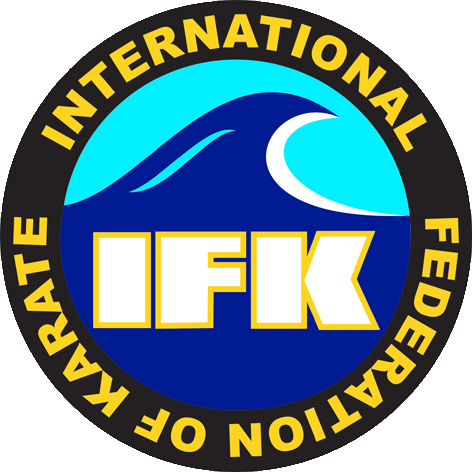 INTERNATIONAL
FEDERATION OF KARATE
IFK